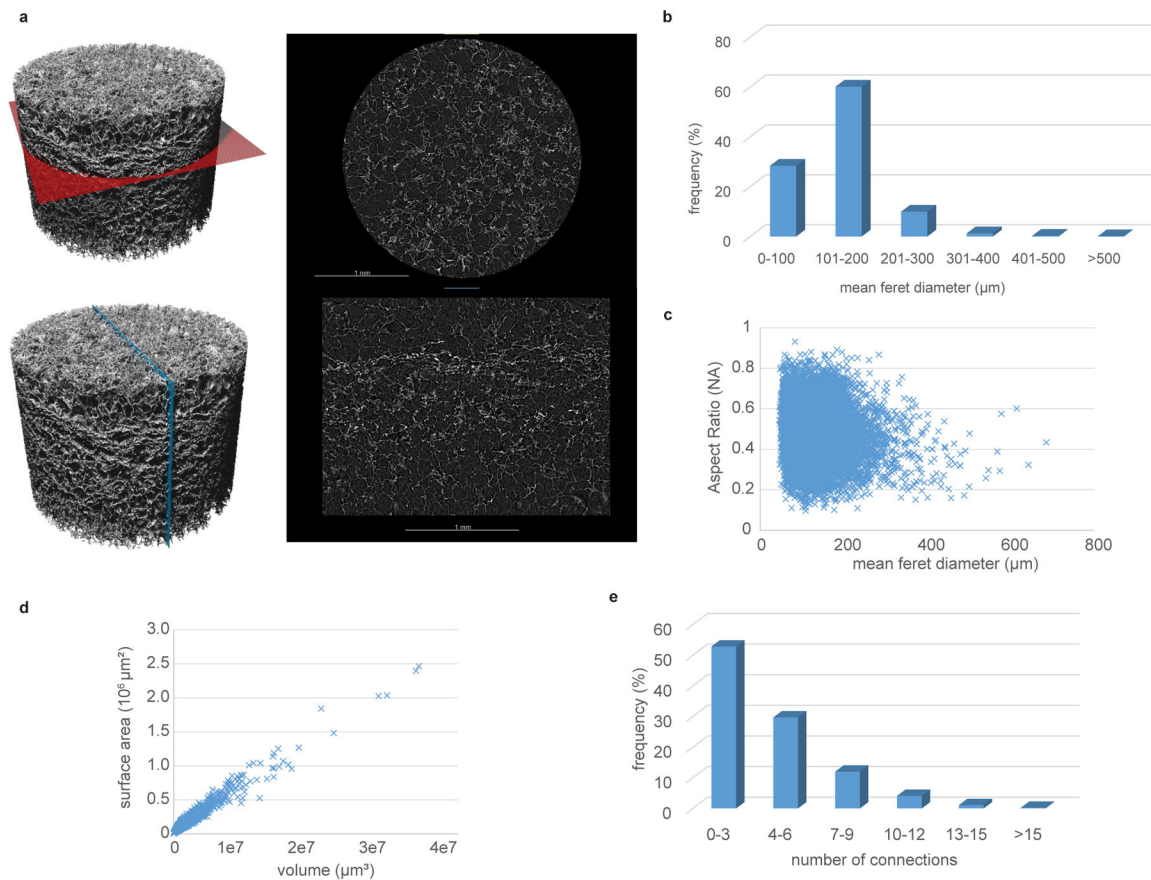 a
1 mm
1 mm
b
80
60
40
20
0
frequency (%)
0-100 101-200 201-300 301-400 401-500 >500
mean feret diameter (µm)
c
1
0.8
0.6
0.4
0.2
0
Aspect Ratio (NA)
0 200 400 600 800
mean feret diameter (µm)
d
3.0
2.5
2.0
1.5
1.0
0.5
0
surface area (10⁶ µm²)
0 1e7 2e7 3e7 4e7
volume (µm³)
e
60
50
40
30
20
10
0
frequency (%)
0-3 4-6 7-9 10-12 13-15 >15
number of connections